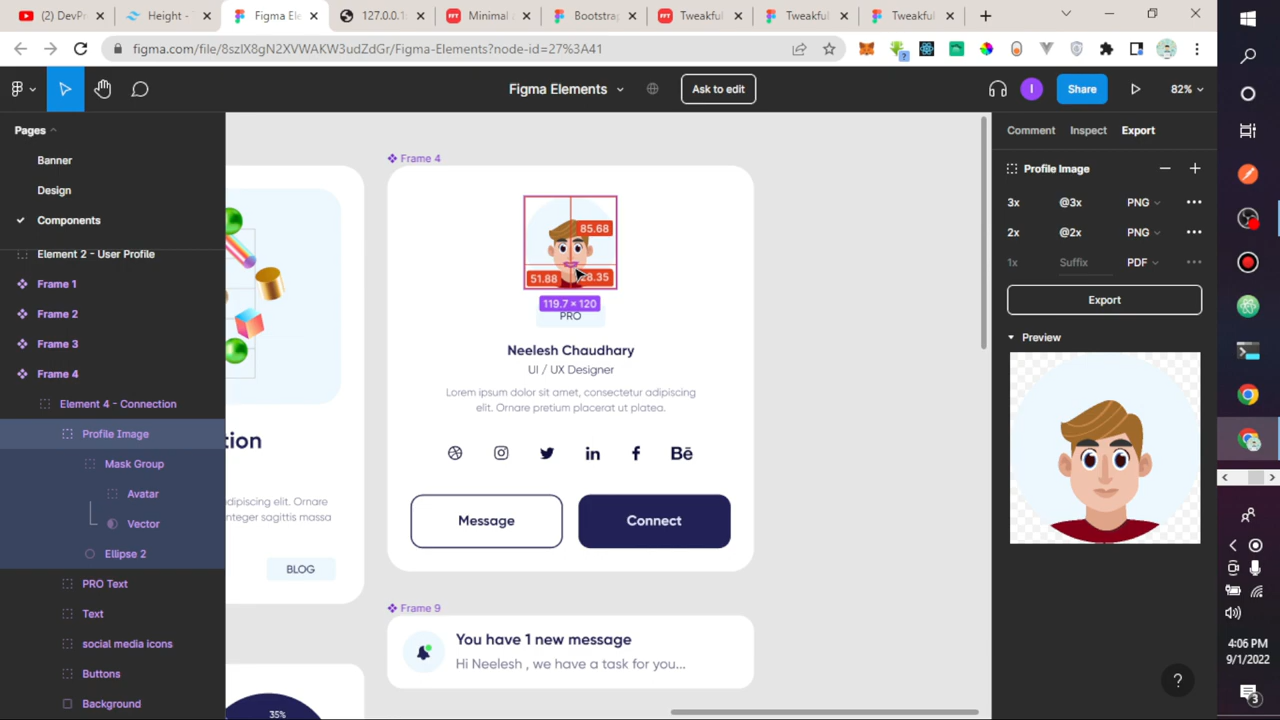 (2) DevPr
Height -
Figma Ele
127.0.0.1:
Minimal a
Bootstrap
Tweakful
Tweakful
Tweakful
figma.com/file/8szlX8gN2XVWAKW3udZdGr/Figma-Elements?node-id=27%3A41
Figma Elements
Ask to edit
I
Share
82%
Pages
Banner
Design
Components
Element 2 - User Profile
Frame 1
Frame 2
Frame 3
Frame 4
Element 4 - Connection
Profile Image
Mask Group
Avatar
Vector
Ellipse 2
PRO Text
Text
social media icons
Buttons
Background
tion
dipiscing elit. Ornare
nteger sagittis massa
BLOG
35%
Frame 4
85.68
51.88
28.35
119.7 × 120
PRO
Neelesh Chaudhary
UI / UX Designer
Lorem ipsum dolor sit amet, consectetur adipiscing
elit. Ornare pretium placerat ut platea.
Message
Connect
Frame 9
You have 1 new message
Hi Neelesh , we have a task for you...
Comment Inspect Export
Profile Image
3x @3x PNG
2x @2x PNG
1x Suffix PDF
Export
Preview
?
4:06 PM
9/1/2022
3